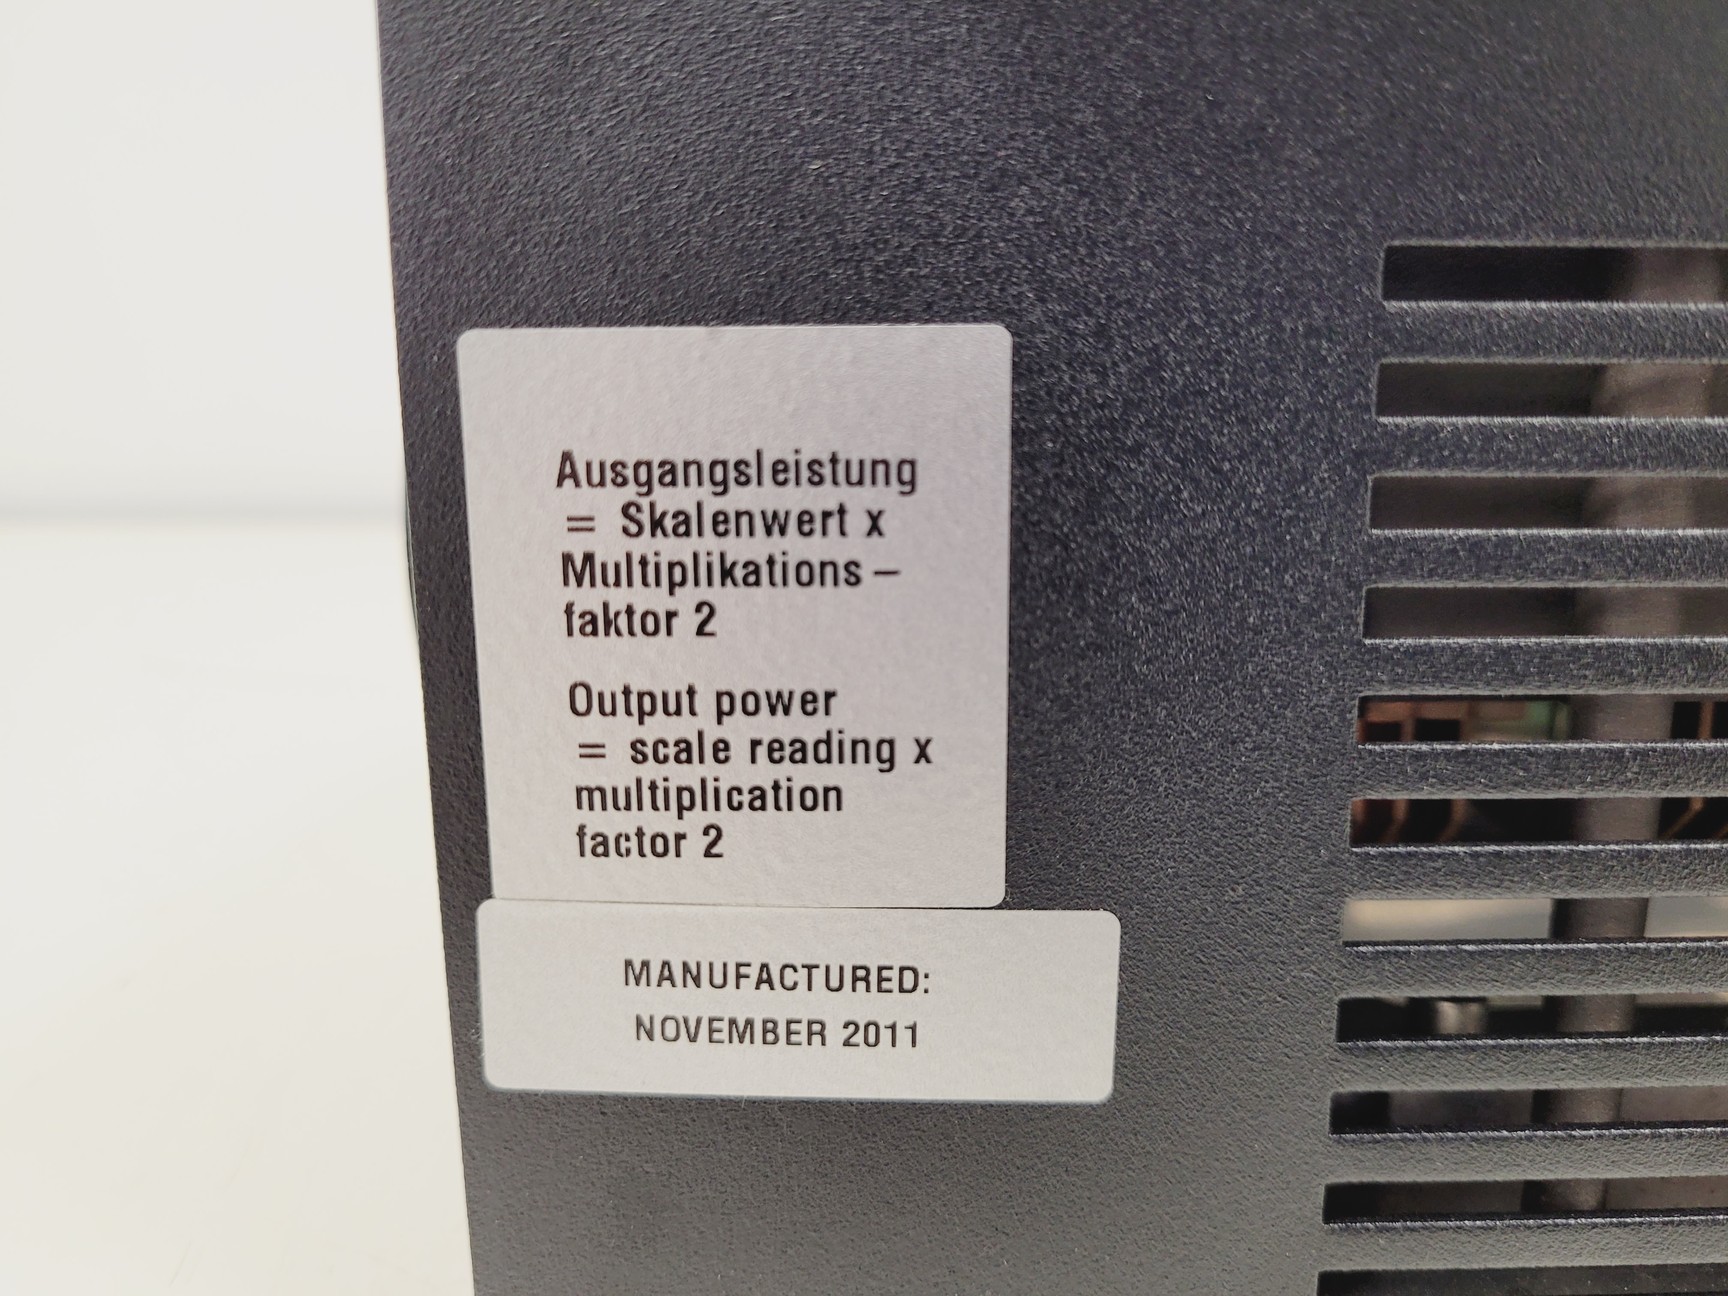 Ausgangsleistung
= Skalenwert x
Multiplikations –
faktor 2
Output power
= scale reading x
multiplication
factor 2
MANUFACTURED:
NOVEMBER 2011